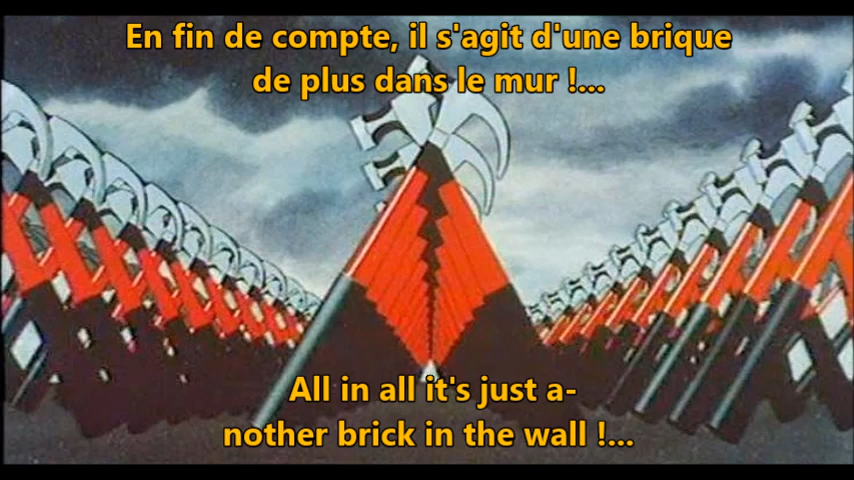 En fin de compte, il s'agit d'une brique
de plus dans le mur !...
All in all it's just a-
nother brick in the wall !...